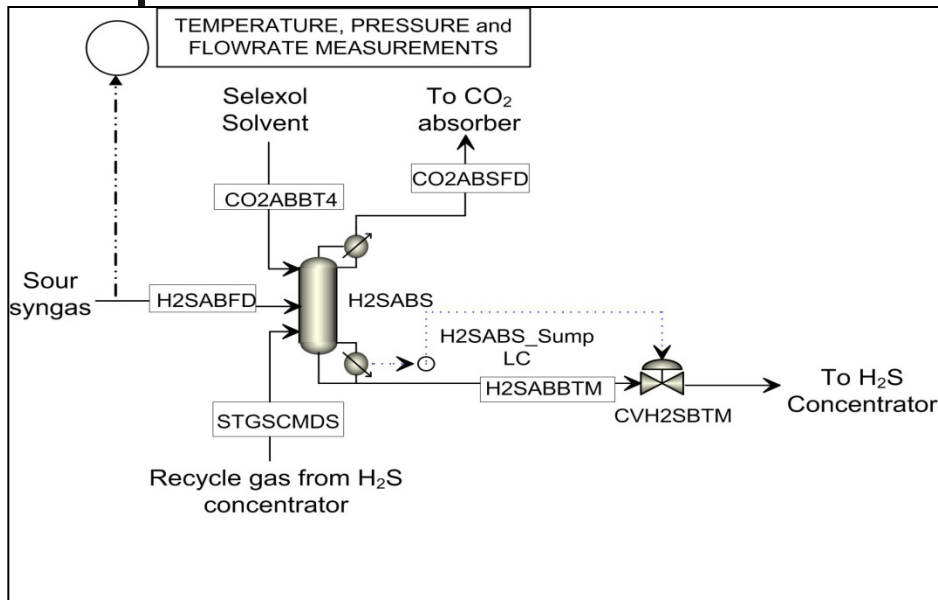 TEMPERATURE, PRESSURE and
FLOWRATE MEASUREMENTS
Selexol
Solvent
To CO₂
absorber
CO2ABSFD
CO2ABBT4
Sour
syngas
H2SABFD
H2SABS
H2SABS_Sump
LC
H2SABBTM
To H₂S
Concentrator
CVH2SBTM
STGSCMDS
Recycle gas from H₂S
concentrator